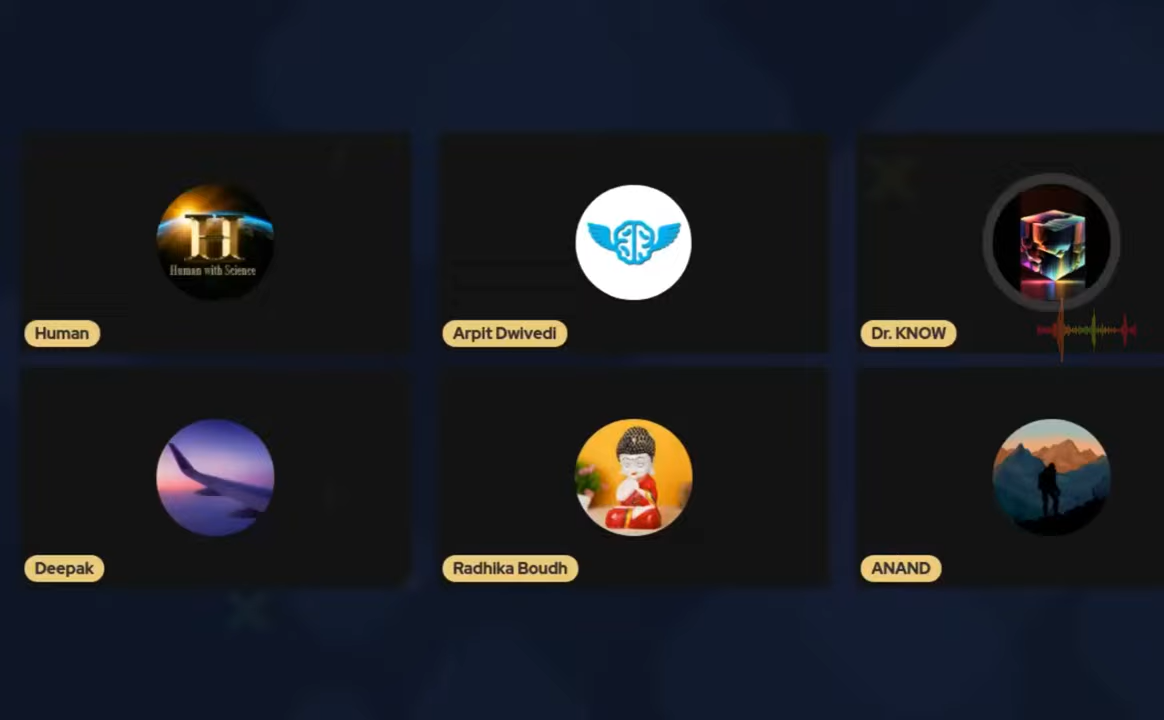 H
Human with Science
Human
Arpit Dwivedi
Dr. KNOW
Deepak
Radhika Boudh
ANAND